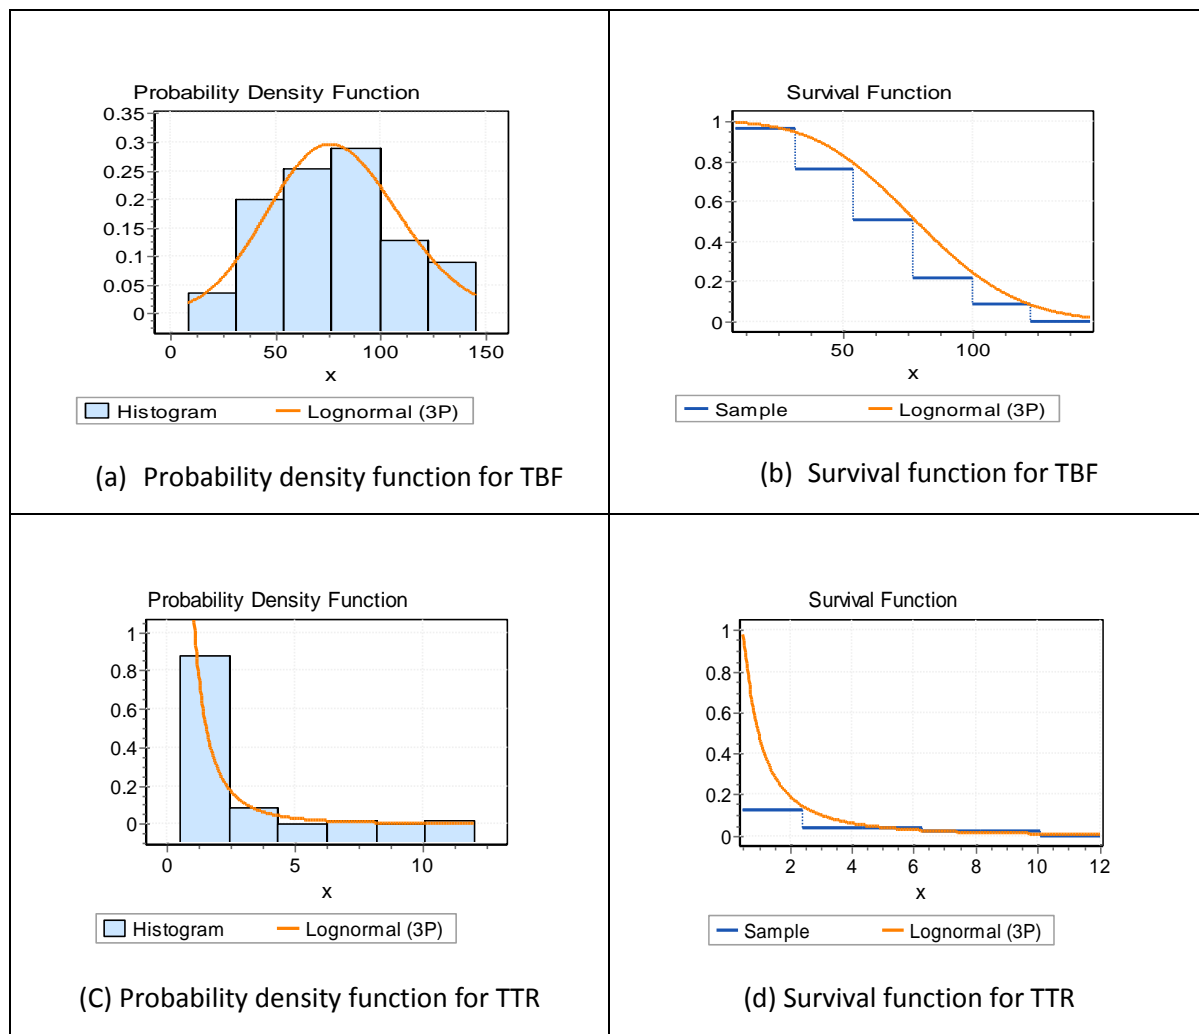 Probability Density Function
0.35
0.3
0.25
0.2
0.15
0.1
0.05
0
0 50 100 150
x
Histogram Lognormal (3P)
(a) Probability density function for TBF
Survival Function
1
0.8
0.6
0.4
0.2
0
50 100
x
Sample Lognormal (3P)
(b) Survival function for TBF
Probability Density Function
1
0.8
0.6
0.4
0.2
0
0 5 10
x
Histogram Lognormal (3P)
(C) Probability density function for TTR
Survival Function
1
0.8
0.6
0.4
0.2
0
2 4 6 8 10 12
x
Sample Lognormal (3P)
(d) Survival function for TTR